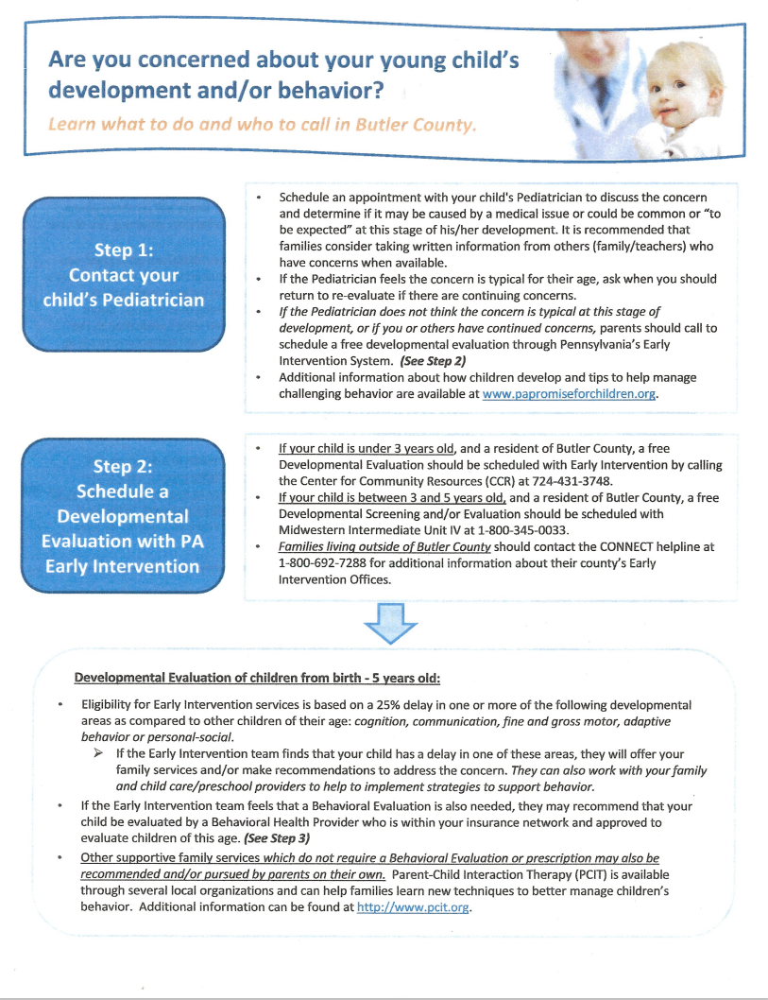 Are you concerned about your young child's
development and/or behavior?
Learn what to do and who to call in Butler County.
Step 1:
Contact your
child's Pediatrician
• Schedule an appointment with your child's Pediatrician to discuss the concern
and determine if it may be caused by a medical issue or could be common or "to
be expected" at this stage of his/her development. It is recommended that
families consider taking written information from others (family/teachers) who
have concerns when available.
• If the Pediatrician feels the concern is typical for their age, ask when you should
return to re-evaluate if there are continuing concerns.
• If the Pediatrician does not think the concern is typical at this stage of
development, or if you or others have continued concerns, parents should call to
schedule a free developmental evaluation through Pennsylvania's Early
Intervention System. (See Step 2)
• Additional information about how children develop and tips to help manage
challenging behavior are available at www.papromiseforchildren.org.
Step 2:
Schedule a
Developmental
Evaluation with PA
Early Intervention
• If your child is under 3 years old, and a resident of Butler County, a free
Developmental Evaluation should be scheduled with Early Intervention by calling
the Center for Community Resources (CCR) at 724-431-3748.
• If your child is between 3 and 5 years old, and a resident of Butler County, a free
Developmental Screening and/or Evaluation should be scheduled with
Midwestern Intermediate Unit IV at 1-800-345-0033.
• Families living outside of Butler County should contact the CONNECT helpline at
1-800-692-7288 for additional information about their county's Early
Intervention Offices.
Developmental Evaluation of children from birth - 5 years old:
• Eligibility for Early Intervention services is based on a 25% delay in one or more of the following developmental
areas as compared to other children of their age: cognition, communication, fine and gross motor, adaptive
behavior or personal-social.
➢ If the Early Intervention team finds that your child has a delay in one of these areas, they will offer your
family services and/or make recommendations to address the concern. They can also work with your family
and child care/preschool providers to help to implement strategies to support behavior.
• If the Early Intervention team feels that a Behavioral Evaluation is also needed, they may recommend that your
child be evaluated by a Behavioral Health Provider who is within your insurance network and approved to
evaluate children of this age. (See Step 3)
• Other supportive family services which do not require a Behavioral Evaluation or prescription may also be
recommended and/or pursued by parents on their own. Parent-Child Interaction Therapy (PCIT) is available
through several local organizations and can help families learn new techniques to better manage children's
behavior. Additional information can be found at http://www.pcit.org.